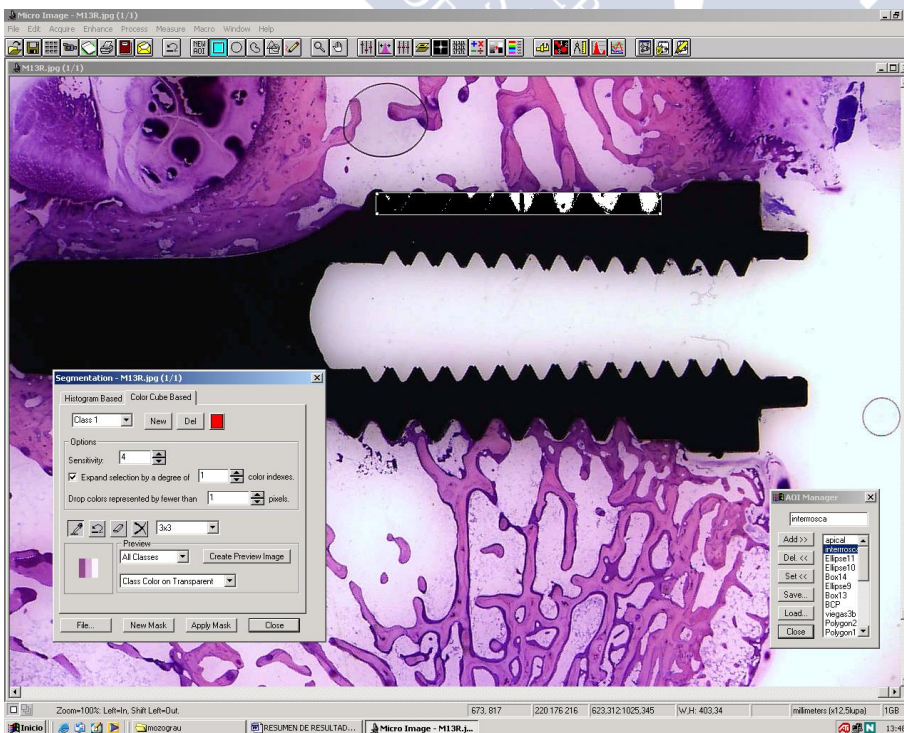 Micro Image - M13R.jpg (1/1)
File Edit Acquire Enhance Process Measure Macro Window Help
NEW AOI
M13R.jpg (1/1)
Segmentation - M13R.jpg (1/1)
Histogram Based Color Cube Based
Class 1 New Del
Options
Sensitivity: 4
Expand selection by a degree of 1 color indexes.
Drop colors represented by fewer than 1 pixels.
3x3
Preview
All Classes Create Preview Image
Class Color on Transparent
File... New Mask Apply Mask Close
AOI Manager
interrosca
Add >>
Del. <<
Set <<
Save...
Load...
Close
apical
interrosca
Ellipse11
Ellipse10
Box14
Ellipse9
Box13
BCP
viegas3b
Polygon2
Polygon1
Zoom=100%: Left=In, Shift Left=Out. 673, 817 220 176 216 623,312:1025,345 W,H: 403,34 millimeters (x12,5lupa) 1GB
Inicio mozograu RESUMEN DE RESULTAD... Micro Image - M13R.j... 13:46